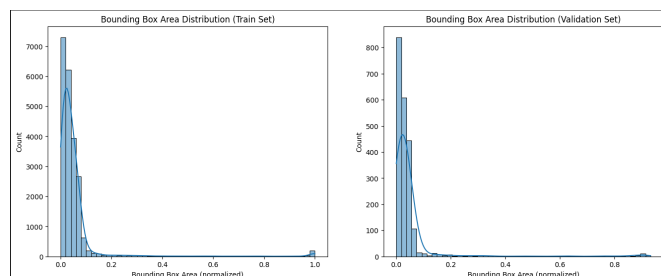 Bounding Box Area Distribution (Train Set)
7000
6000
5000
4000
3000
2000
1000
0
Count
0.0 0.2 0.4 0.6 0.8 1.0
Bounding Box Area (normalized)
Bounding Box Area Distribution (Validation Set)
800
700
600
500
400
300
200
100
0
Count
0.0 0.2 0.4 0.6 0.8
Bounding Box Area (normalized)